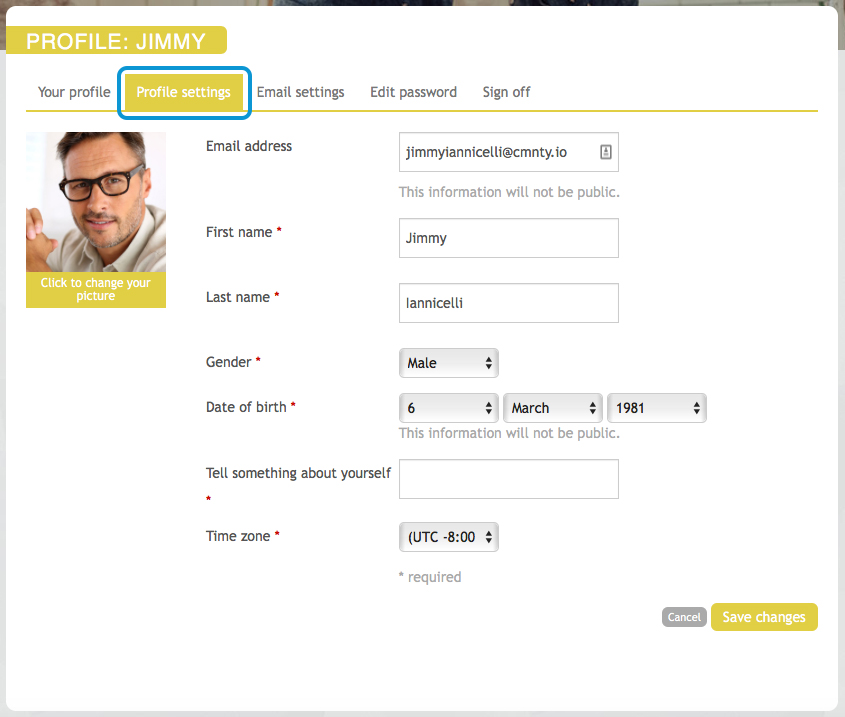 PROFILE: JIMMY
Your profile Profile settings Email settings Edit password Sign off
Click to change your
picture
Email address jimmyiannicelli@cmnty.io
This information will not be public.
First name * Jimmy
Last name * Iannicelli
Gender * Male
Date of birth * 6 March 1981
This information will not be public.
Tell something about yourself
*
Time zone * (UTC -8:00
* required
Cancel Save changes